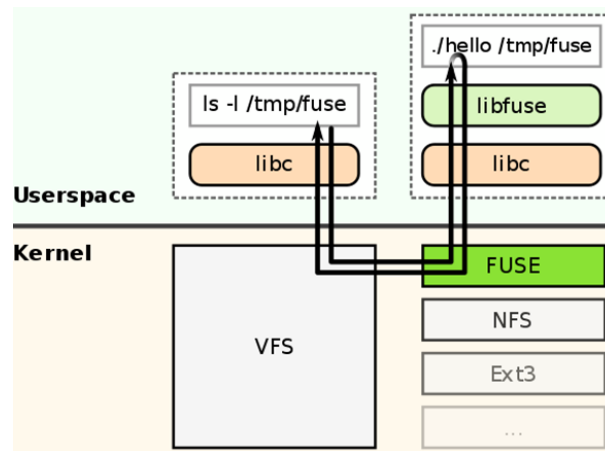 ./hello /tmp/fuse
ls -l /tmp/fuse
libfuse
libc
libc
Userspace
Kernel
FUSE
NFS
VFS
Ext3
...